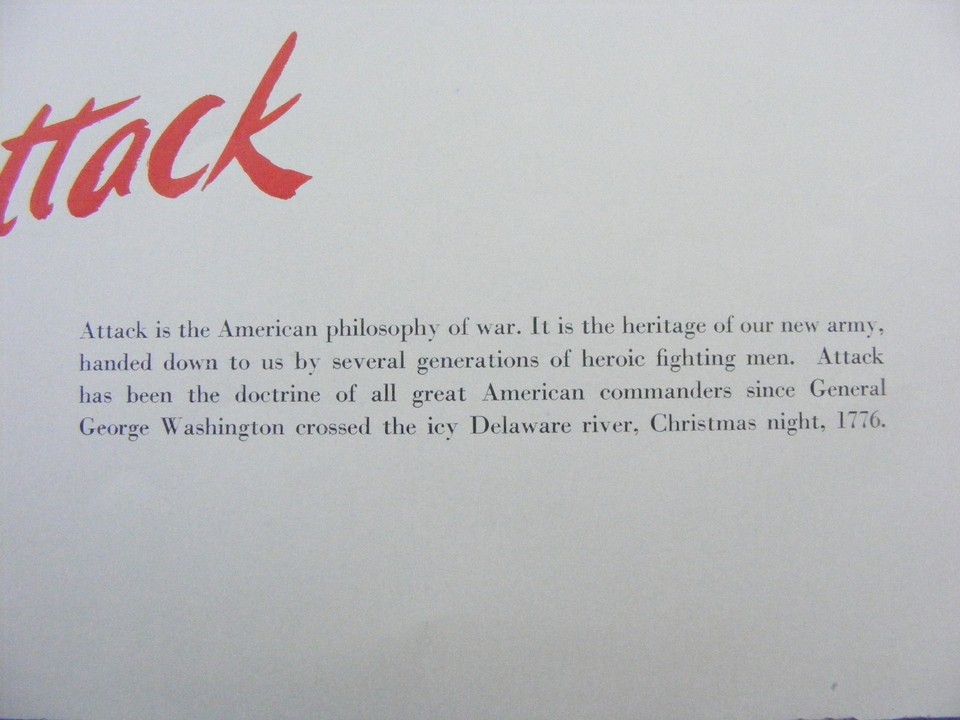 ttack
Attack is the American philosophy of war. It is the heritage of our new army,
handed down to us by several generations of heroic fighting men. Attack
has been the doctrine of all great American commanders since General
George Washington crossed the icy Delaware river, Christmas night, 1776.